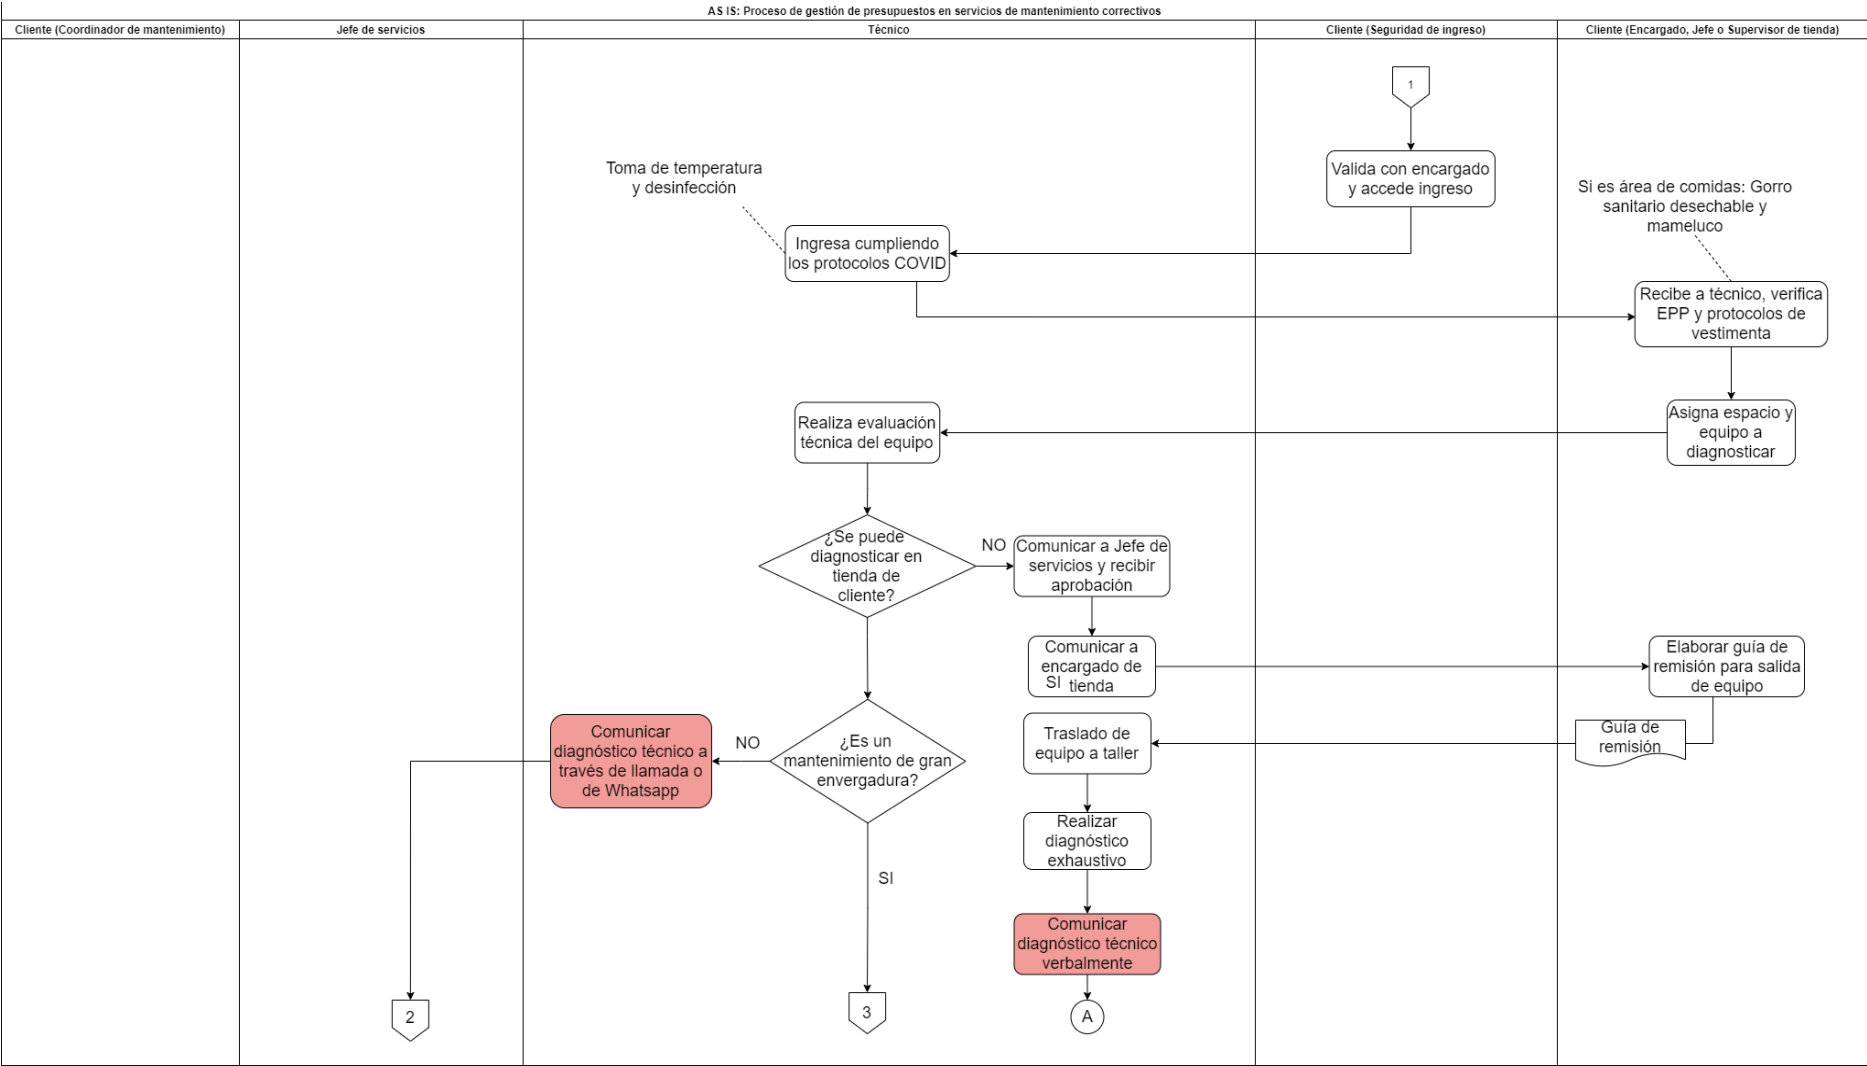 AS IS: Proceso de gestión de presupuestos en servicios de mantenimiento correctivos
Cliente (Coordinador de mantenimiento)
Jefe de servicios
Técnico
Cliente (Seguridad de ingreso)
Cliente (Encargado, Jefe o Supervisor de tienda)
1
Valida con encargado
y accede ingreso
Toma de temperatura
y desinfección
Si es área de comidas: Gorro
sanitario desechable y
mameluco
Ingresa cumpliendo
los protocolos COVID
Recibe a técnico, verifica
EPP y protocolos de
vestimenta
Asigna espacio y
equipo a
diagnosticar
Realiza evaluación
técnica del equipo
¿Se puede
diagnosticar en
tienda de
cliente?
NO
Comunicar a Jefe de
servicios y recibir
aprobación
Comunicar a
encargado de
tienda
SI
Elaborar guía de
remisión para salida
de equipo
Guía de
remisión
Traslado de
equipo a taller
¿Es un
mantenimiento de gran
envergadura?
NO
Comunicar
diagnóstico técnico a
través de llamada o
de Whatsapp
Realizar
diagnóstico
exhaustivo
SI
Comunicar
diagnóstico técnico
verbalmente
2
3
A